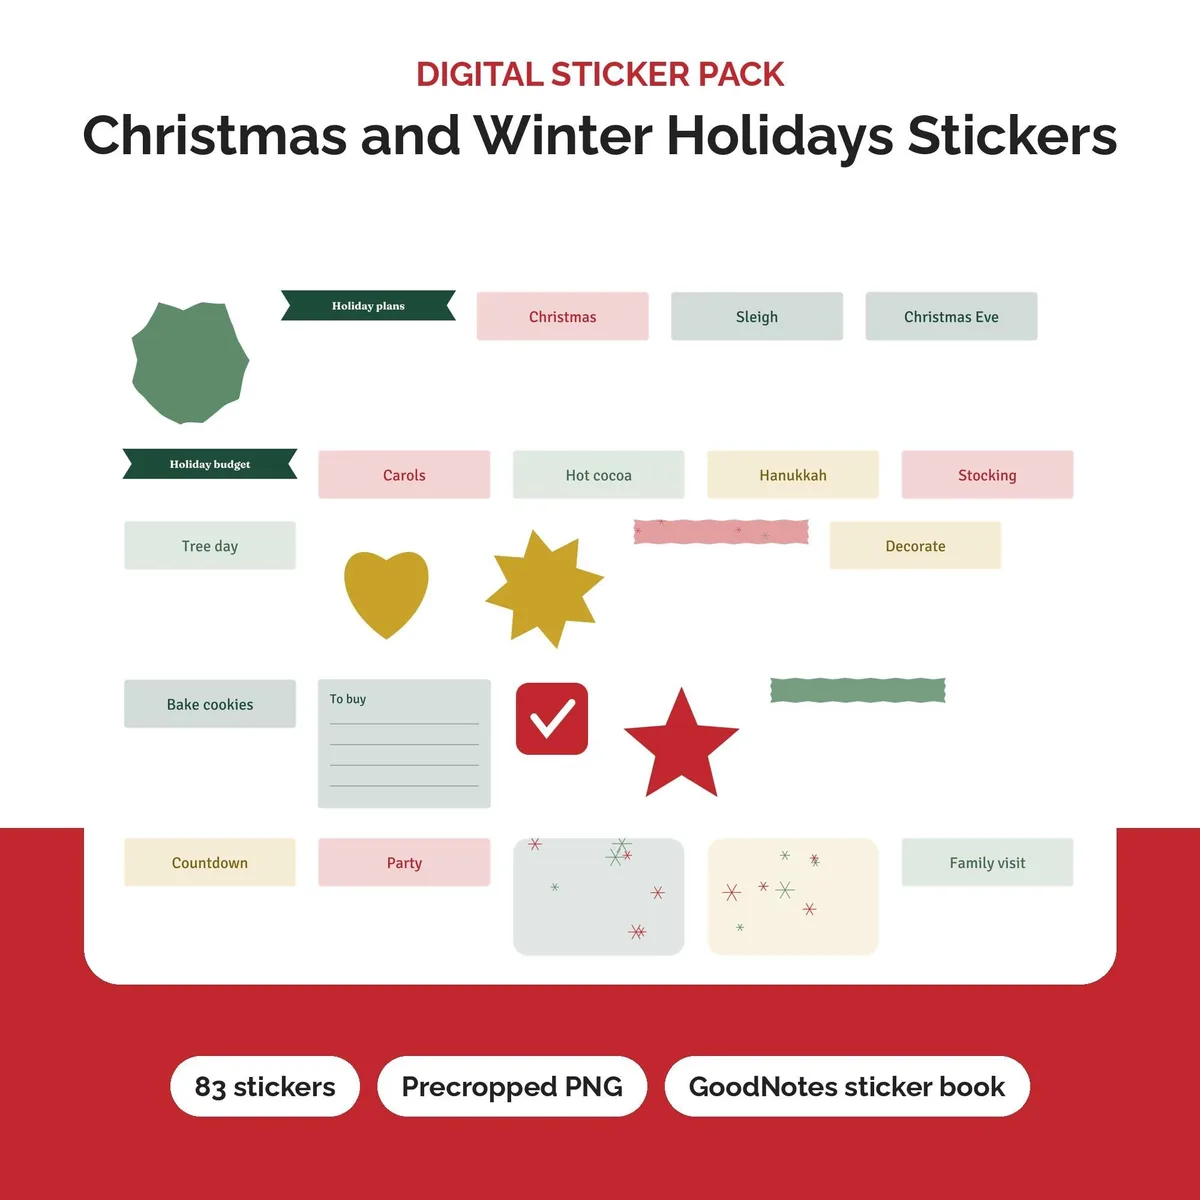 DIGITAL STICKER PACK
Christmas and Winter Holidays Stickers
Holiday plans
Christmas
Sleigh
Christmas Eve
Holiday budget
Carols
Hot cocoa
Hanukkah
Stocking
Tree day
Decorate
Bake cookies
To buy
Countdown
Party
Family visit
83 stickers
Precropped PNG
GoodNotes sticker book